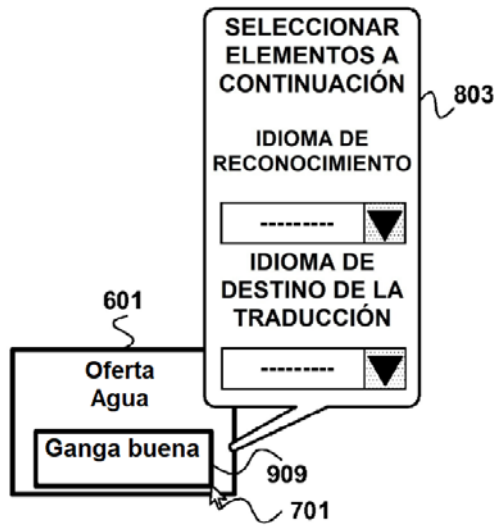 SELECCIONAR
ELEMENTOS A
CONTINUACIÓN
803
IDIOMA DE
RECONOCIMIENTO
---------
IDIOMA DE
DESTINO DE LA
TRADUCCIÓN
---------
601
Oferta
Agua
Ganga buena
909
701